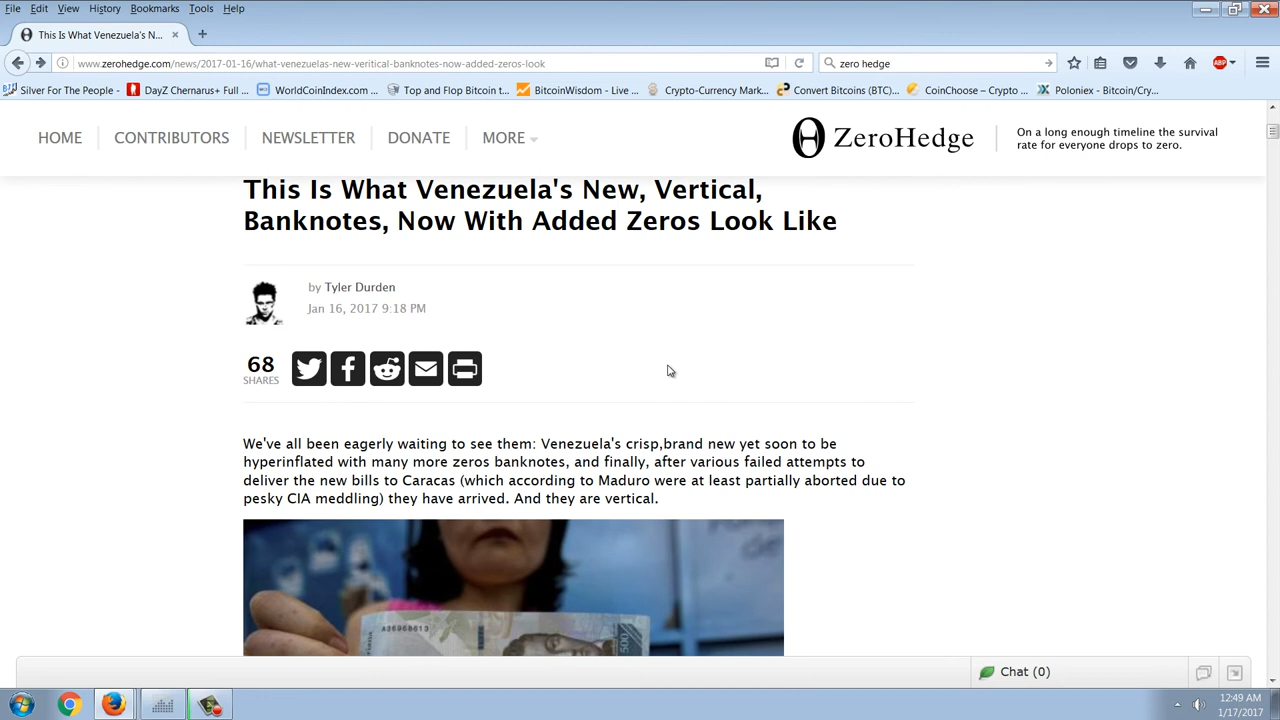 File Edit View History Bookmarks Tools Help
This Is What Venezuela's N...
www.zerohedge.com/news/2017-01-16/what-venezuelas-new-veritical-banknotes-now-added-zeros-look
zero hedge
ABP
Silver For The People - ... DayZ Chernarus+ Full ... WorldCoinIndex.com ... Top and Flop Bitcoin t... BitcoinWisdom - Live ... Crypto-Currency Mark... Convert Bitcoins (BTC)... CoinChoose – Crypto ... Poloniex - Bitcoin/Cry...
HOME CONTRIBUTORS NEWSLETTER DONATE MORE
ZeroHedge
On a long enough timeline the survival
rate for everyone drops to zero.
This Is What Venezuela's New, Vertical,
Banknotes, Now With Added Zeros Look Like
by Tyler Durden
Jan 16, 2017 9:18 PM
68
SHARES
We've all been eagerly waiting to see them: Venezuela's crisp,brand new yet soon to be
hyperinflated with many more zeros banknotes, and finally, after various failed attempts to
deliver the new bills to Caracas (which according to Maduro were at least partially aborted due to
pesky CIA meddling) they have arrived. And they are vertical.
A36968613
500
Chat (0)
12:49 AM
1/17/2017